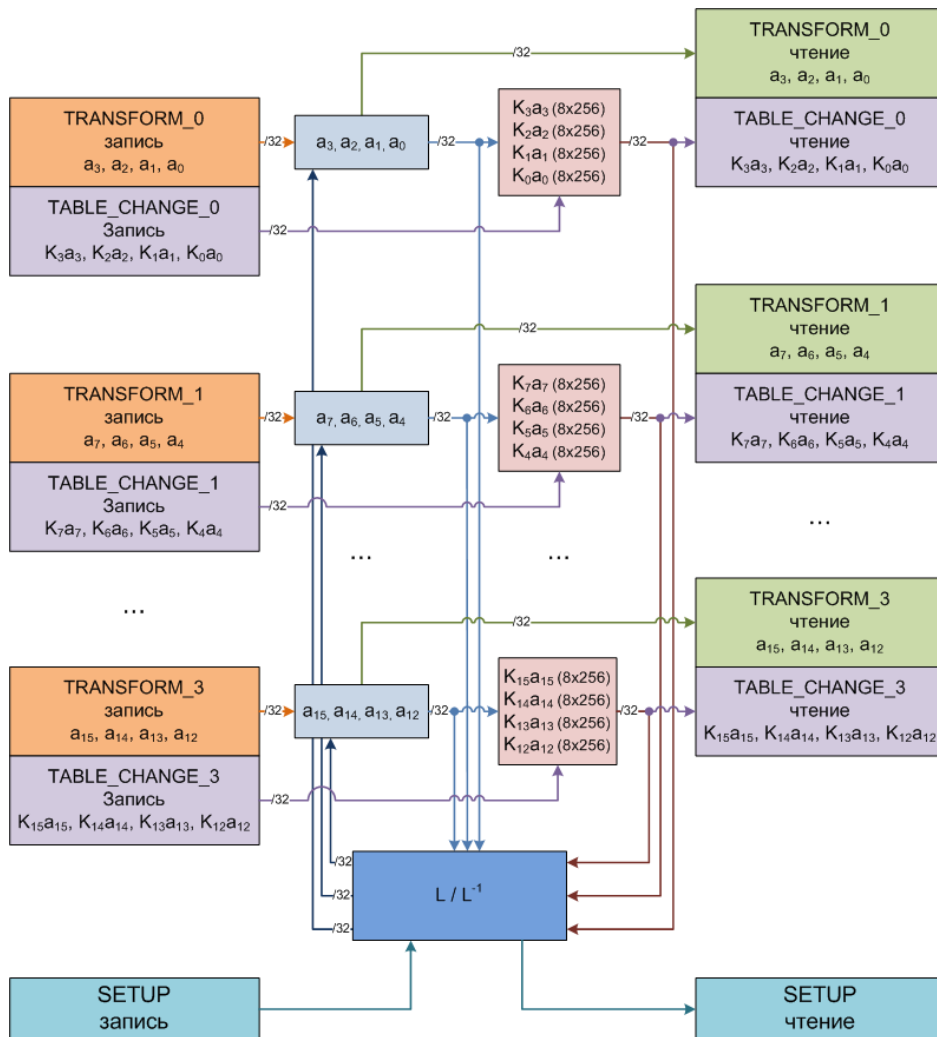 /32
TRANSFORM_0
чтение
a₃, a₂, a₁, a₀
TRANSFORM_0
запись
a₃, a₂, a₁, a₀
/32
a₃, a₂, a₁, a₀
/32
K₃a₃ (8x256)
K₂a₂ (8x256)
K₁a₁ (8x256)
K₀a₀ (8x256)
/32
TABLE_CHANGE_0
чтение
K₃a₃, K₂a₂, K₁a₁, K₀a₀
TABLE_CHANGE_0
Запись
K₃a₃, K₂a₂, K₁a₁, K₀a₀
/32
/32
TRANSFORM_1
чтение
a₇, a₆, a₅, a₄
TRANSFORM_1
запись
a₇, a₆, a₅, a₄
/32
a₇, a₆, a₅, a₄
/32
K₇a₇ (8x256)
K₆a₆ (8x256)
K₅a₅ (8x256)
K₄a₄ (8x256)
/32
TABLE_CHANGE_1
чтение
K₇a₇, K₆a₆, K₅a₅, K₄a₄
TABLE_CHANGE_1
Запись
K₇a₇, K₆a₆, K₅a₅, K₄a₄
/32
...
...
...
...
/32
TRANSFORM_3
чтение
a₁₅, a₁₄, a₁₃, a₁₂
TRANSFORM_3
запись
a₁₅, a₁₄, a₁₃, a₁₂
/32
a₁₅, a₁₄, a₁₃, a₁₂
/32
K₁₅a₁₅ (8x256)
K₁₄a₁₄ (8x256)
K₁₃a₁₃ (8x256)
K₁₂a₁₂ (8x256)
/32
TABLE_CHANGE_3
чтение
K₁₅a₁₅, K₁₄a₁₄, K₁₃a₁₃, K₁₂a₁₂
TABLE_CHANGE_3
Запись
K₁₅a₁₅, K₁₄a₁₄, K₁₃a₁₃, K₁₂a₁₂
/32
/32
/32
/32
L / L⁻¹
SETUP
запись
SETUP
чтение